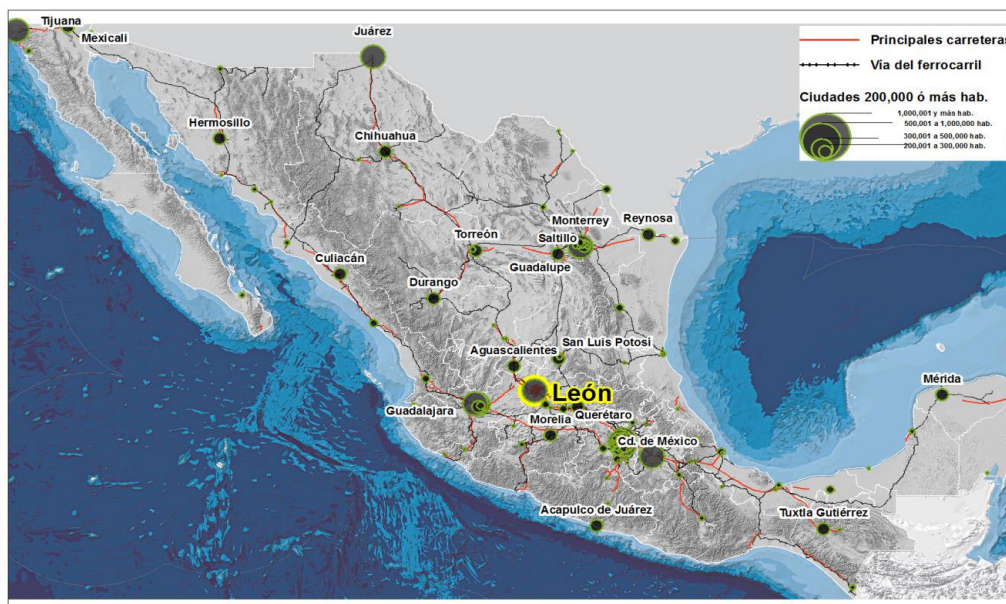 Tijuana
Mexicali
Juárez
Principales carreteras
Vía del ferrocarril
Ciudades 200,000 ó más hab.
1,000,001 y más hab.
500,001 a 1,000,000 hab.
300,001 a 500,000 hab.
200,001 a 300,000 hab.
Hermosillo
Chihuahua
Monterrey
Reynosa
Torreón
Saltillo
Culiacán
Guadalupe
Durango
San Luis Potosi
Aguascalientes
León
Mérida
Guadalajara
Querétaro
Morelia
Cd. de México
Acapulco de Juárez
Tuxtla Gutiérrez